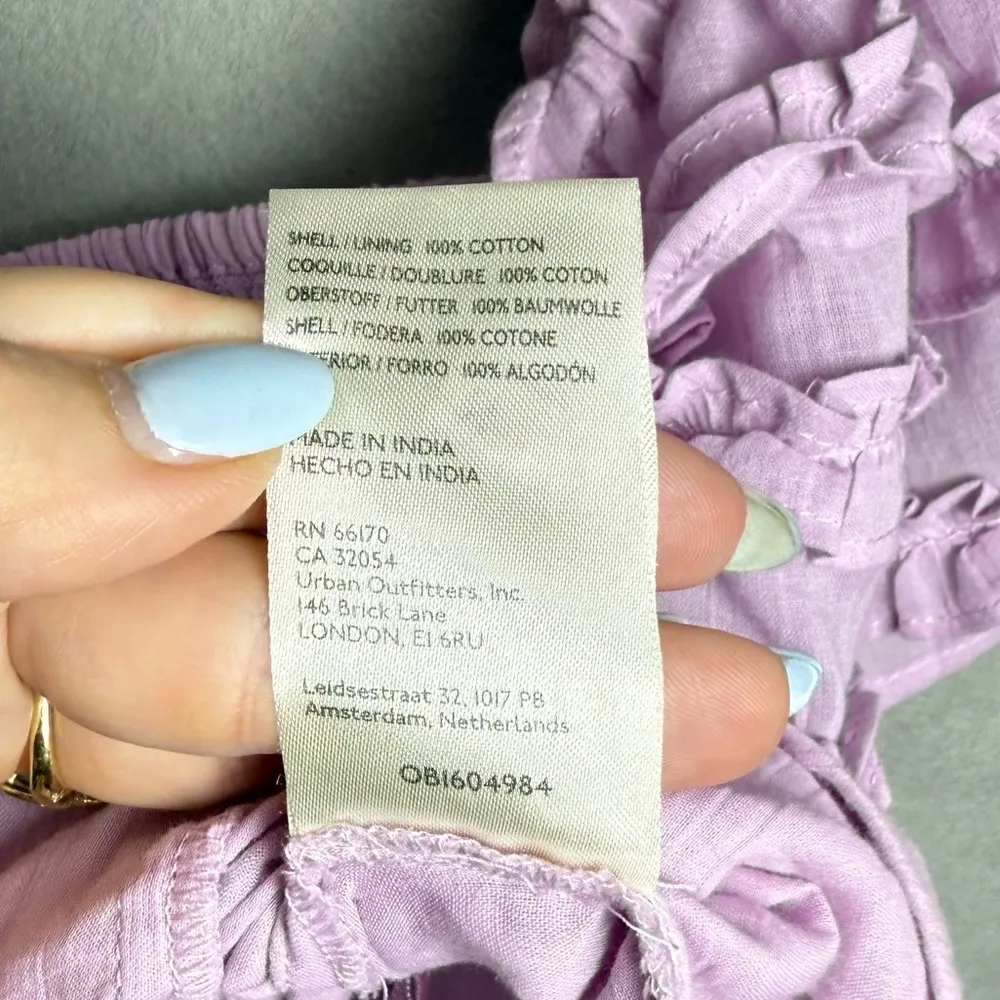 SHELL / LINING 100% COTTON
COQUILLE / DOUBLURE 100% COTON
OBERSTOFF / FUTTER 100% BAUMWOLLE
SHELL / FODERA 100% COTONE
/ FORRO 100% ALGODÓN
MADE IN INDIA
HECHO EN INDIA
RN 66170
CA 32054
Urban Outfitters, Inc.
146 Brick Lane
LONDON, E1 6RU
Leidsestraat 32, 1017 PB
Amsterdam, Netherlands
OB1604984